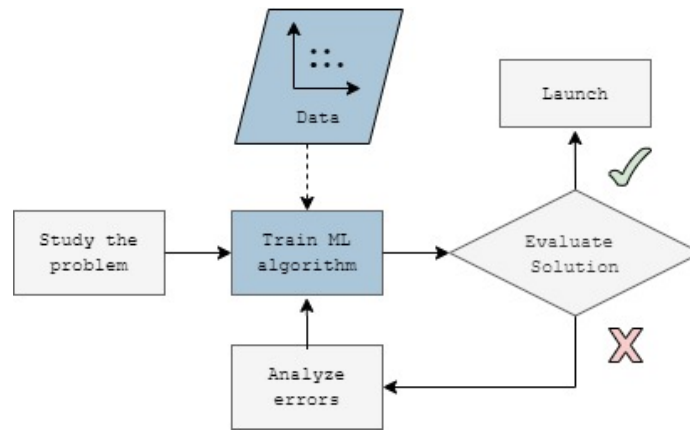 Data
Launch
Study the
problem
Train ML
algorithm
Evaluate
Solution
Analyze
errors